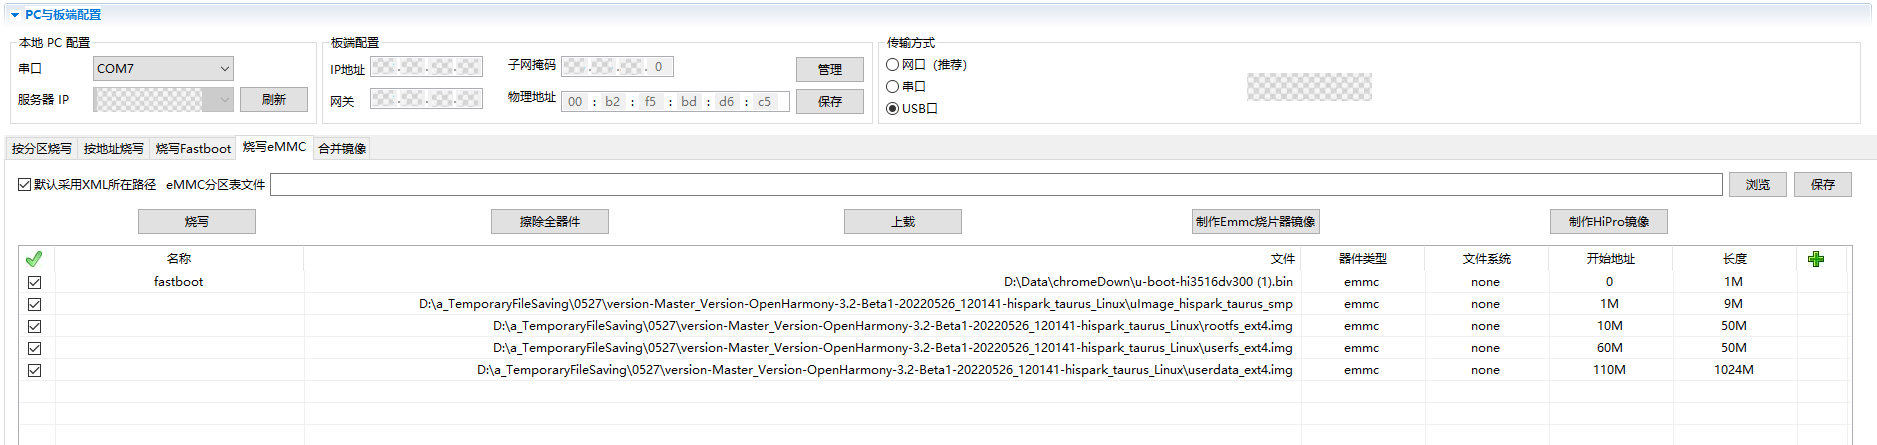 PC与板端配置
本地 PC 配置
串口 COM7
服务器 IP 刷新
板端配置
IP地址 . . . 子网掩码 . . . 0 管理
网关 . . . 物理地址 00 : b2 : f5 : bd : d6 : c5 保存
传输方式
网口（推荐）
串口
USB口
按分区烧写 按地址烧写 烧写Fastboot 烧写eMMC 合并镜像
默认采用XML所在路径 eMMC分区表文件 浏览 保存
烧写 擦除全器件 上载 制作Emmc烧片器镜像 制作HiPro镜像
名称 文件 器件类型 文件系统 开始地址 长度
fastboot D:\Data\chromeDown\u-boot-hi3516dv300 (1).bin emmc none 0 1M
D:\a_TemporaryFileSaving\0527\version-Master_Version-OpenHarmony-3.2-Beta1-20220526_120141-hispark_taurus_Linux\uImage_hispark_taurus_smp emmc none 1M 9M
D:\a_TemporaryFileSaving\0527\version-Master_Version-OpenHarmony-3.2-Beta1-20220526_120141-hispark_taurus_Linux\rootfs_ext4.img emmc none 10M 50M
D:\a_TemporaryFileSaving\0527\version-Master_Version-OpenHarmony-3.2-Beta1-20220526_120141-hispark_taurus_Linux\userfs_ext4.img emmc none 60M 50M
D:\a_TemporaryFileSaving\0527\version-Master_Version-OpenHarmony-3.2-Beta1-20220526_120141-hispark_taurus_Linux\userdata_ext4.img emmc none 110M 1024M